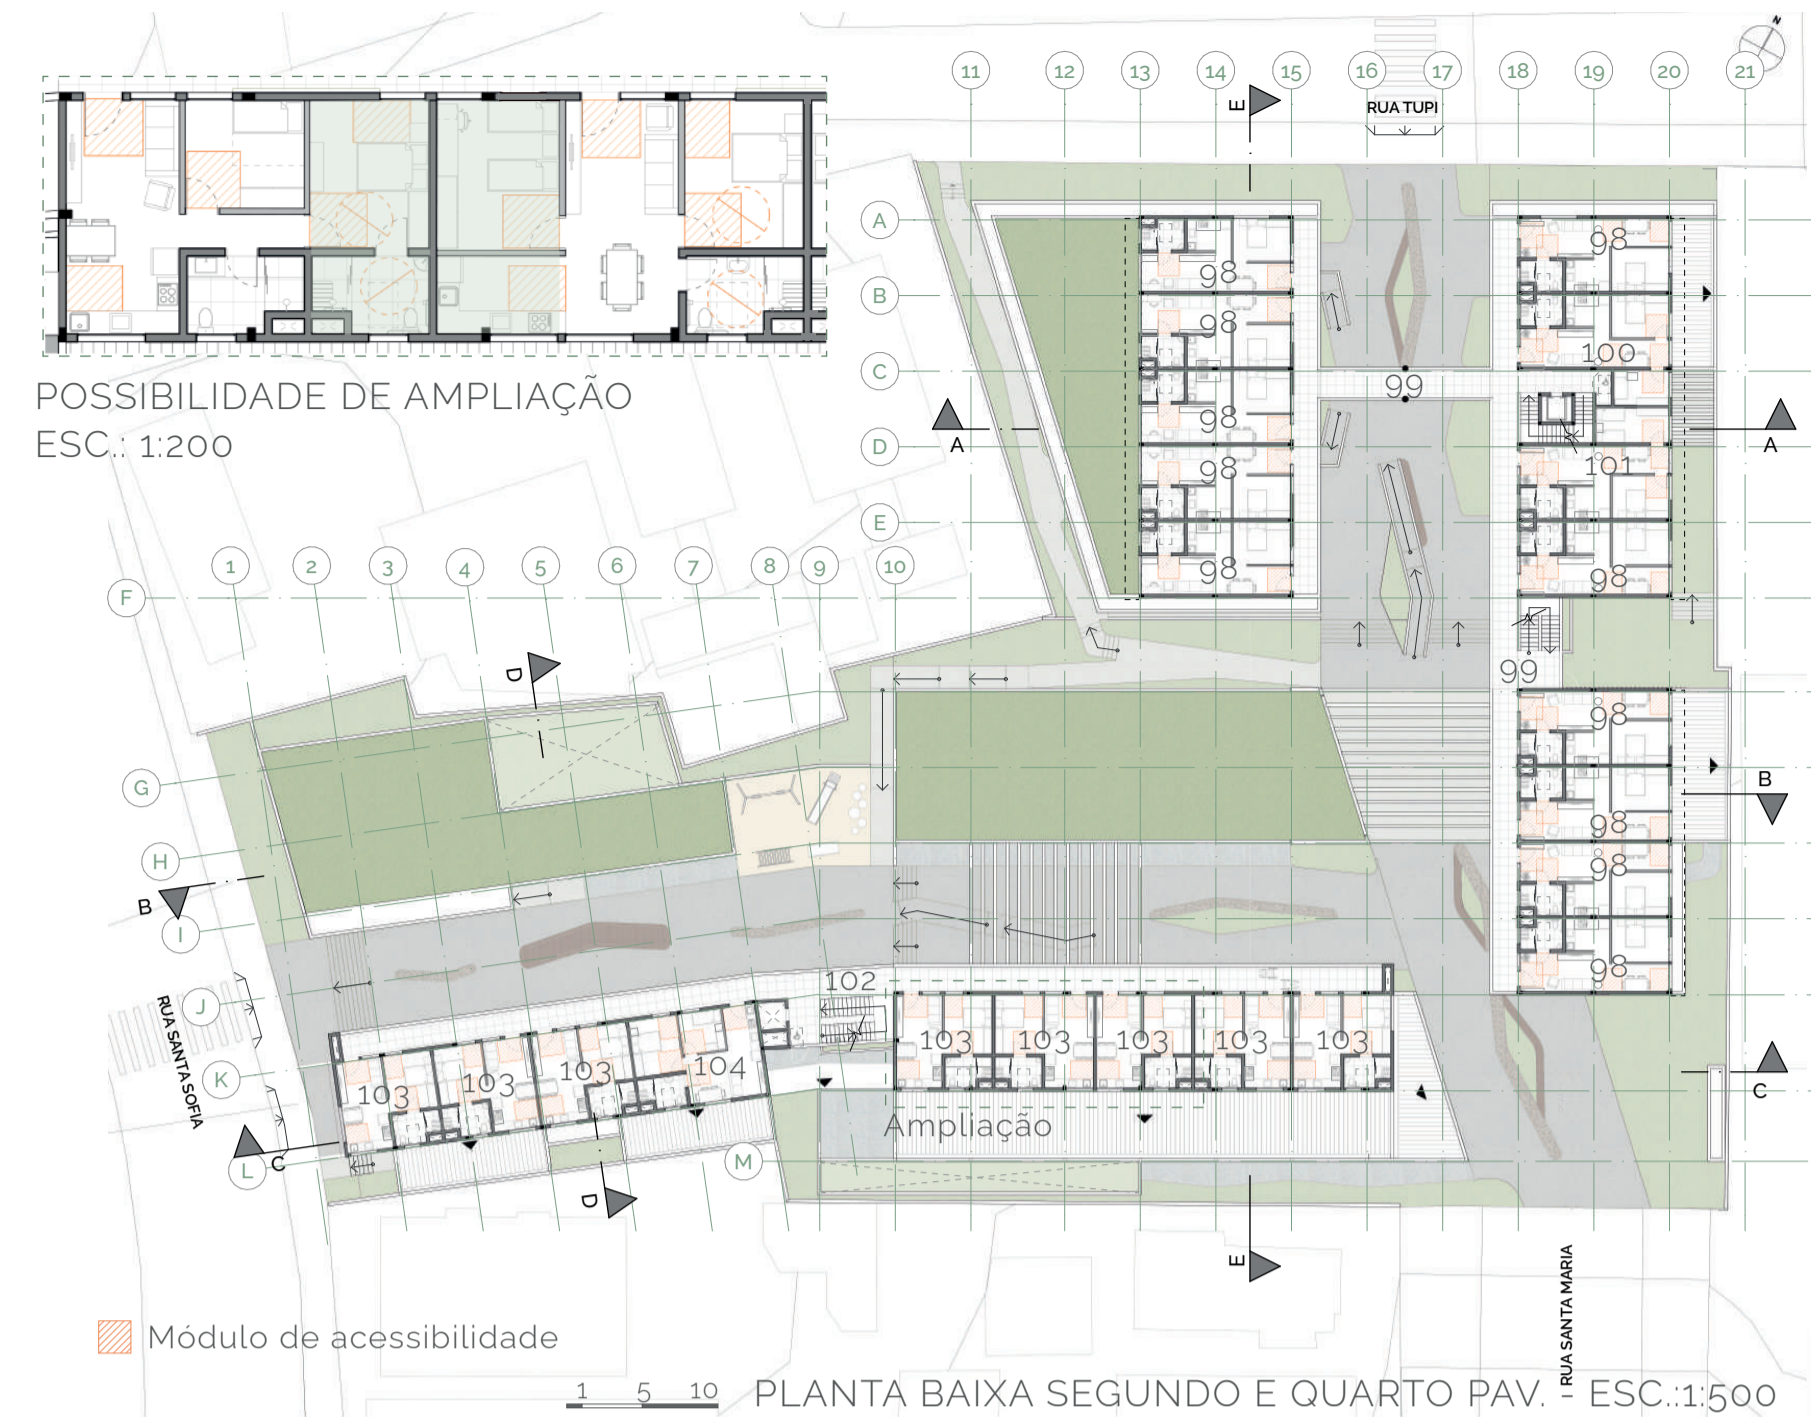 N
11 12 13 14 15 16 17 18 19 20 21
E
RUA TUPI
A
B
C
D
E
98
98
98
98
98
98
100
99
101
98
A
A
POSSIBILIDADE DE AMPLIAÇÃO
ESC.: 1:200
1 2 3 4 5 6 7 8 9 10
F
D
99
98
98
98
98
G
H
B
B
I
J
K
L
M
RUA SANTA SOFIA
102
103 103 103 104
103 103 103 103 103
Ampliação
C
C
D
E
RUA SANTA MARIA
Módulo de acessibilidade
1 5 10
PLANTA BAIXA SEGUNDO E QUARTO PAV. - ESC.:1:500